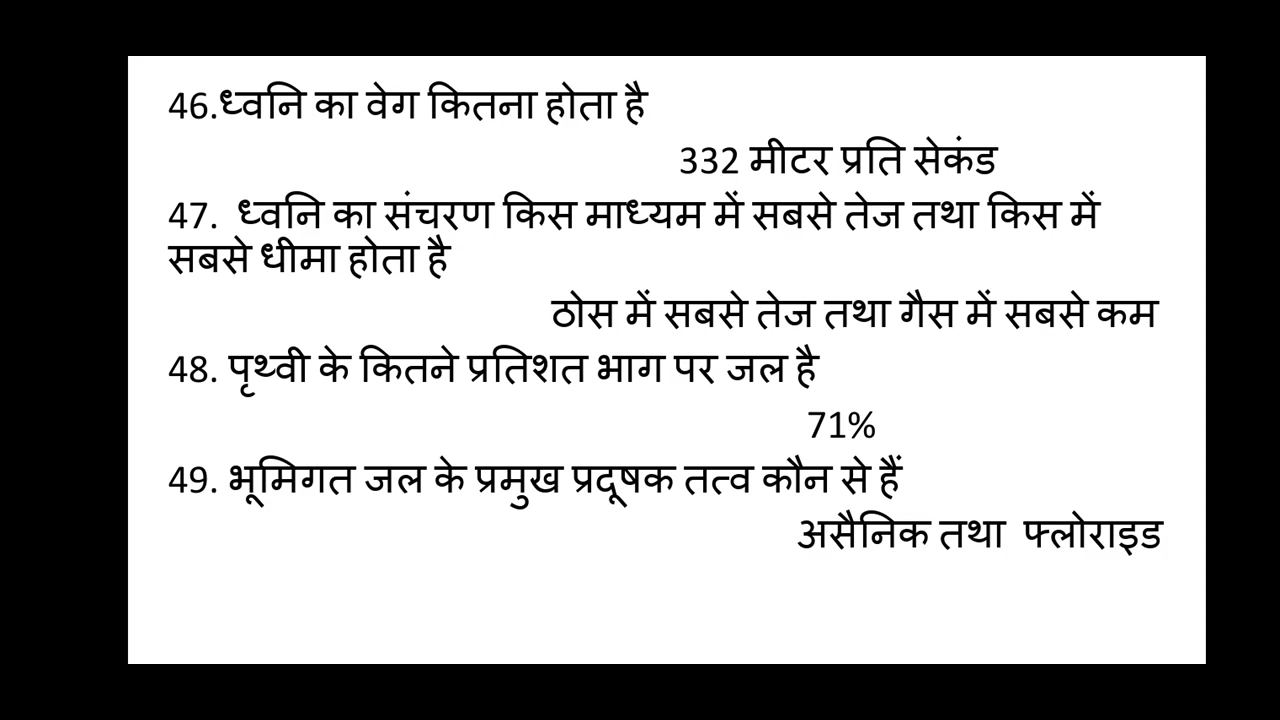 46.ध्वनि का वेग कितना होता है
332 मीटर प्रति सेकंड
47. ध्वनि का संचरण किस माध्यम में सबसे तेज तथा किस में
सबसे धीमा होता है
ठोस में सबसे तेज तथा गैस में सबसे कम
48. पृथ्वी के कितने प्रतिशत भाग पर जल है
71%
49. भूमिगत जल के प्रमुख प्रदूषक तत्व कौन से हैं
असैनिक तथा फ्लोराइड